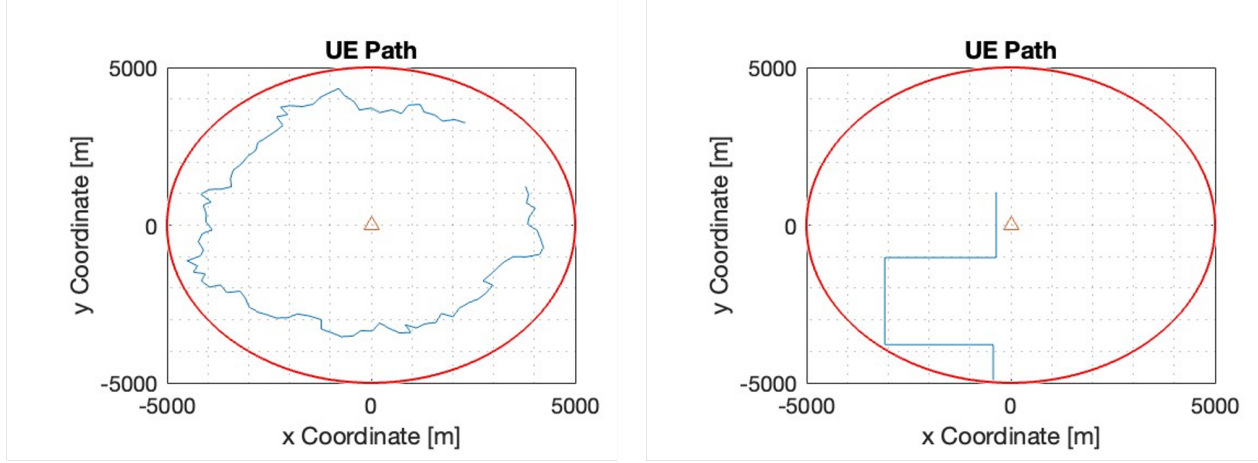 UE Path
5000
0
-5000
-5000 0 5000
x Coordinate [m]
y Coordinate [m]
UE Path
5000
0
-5000
-5000 0 5000
x Coordinate [m]
y Coordinate [m]